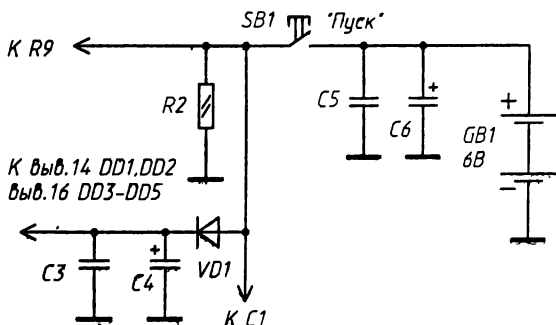 SB1 "Пуск"
К R9
R2
C5
C6
+
+
GB1
6В
−
К выв.14 DD1,DD2
выв.16 DD3-DD5
+
C3
C4
VD1
К C1